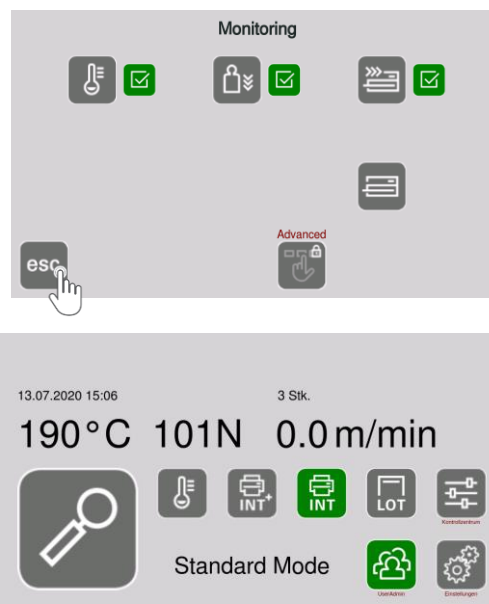 Monitoring
Advanced
esc
13.07.2020 15:06
3 Stk.
190°C 101N 0.0 m/min
INT+ INT LOT
Kontrollzentrum
Standard Mode
UserAdmin Einstellungen